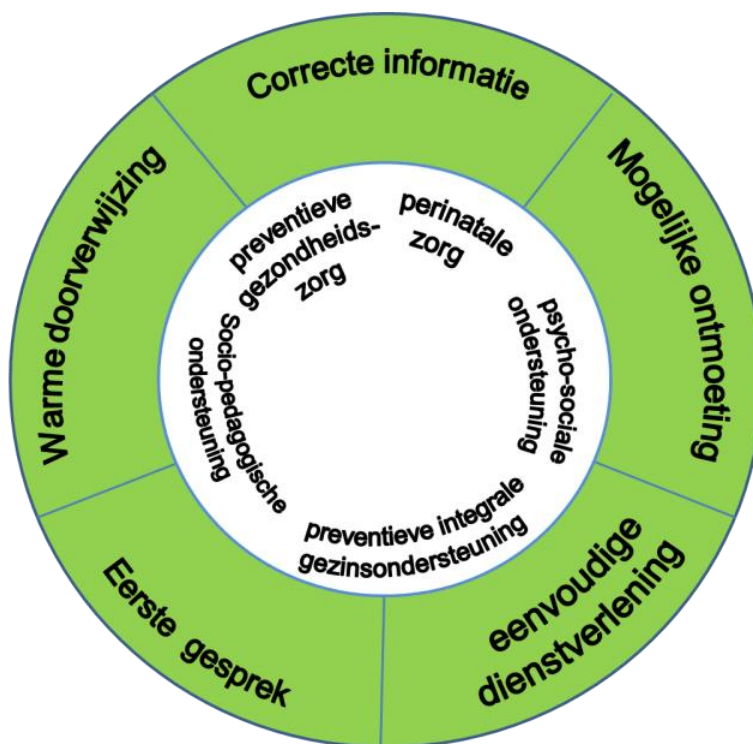 Correcte informatie
Mogelijke ontmoeting
eenvoudige
dienstverlening
Eerste gesprek
Warme doorverwijzing
preventieve
gezondheids-
zorg
perinatale
zorg
psycho-sociale
ondersteuning
preventieve integrale
gezinsondersteuning
Socio-pedagogische
ondersteuning